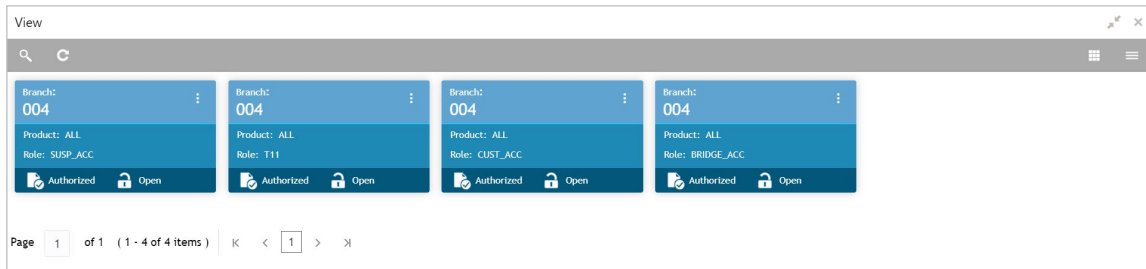 View
Branch: Branch: Branch: Branch:
004 004 004 004
Product: ALL Product: ALL Product: ALL Product: ALL
Role: SUSP_ACC Role: T11 Role: CUST_ACC Role: BRIDGE_ACC
Authorized Open Authorized Open Authorized Open Authorized Open
Page 1 of 1 ( 1 - 4 of 4 items ) 1